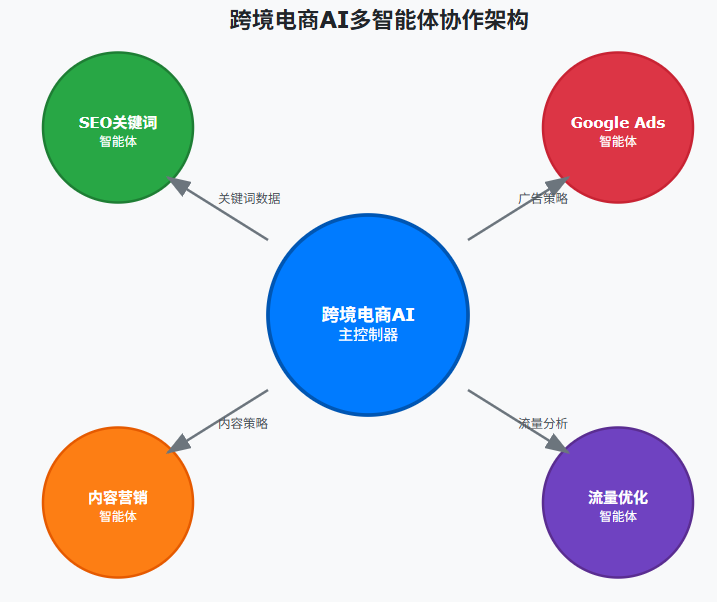 跨境电商AI多智能体协作架构
SEO关键词
智能体
Google Ads
智能体
关键词数据
广告策略
跨境电商AI
主控制器
内容策略
流量分析
内容营销
智能体
流量优化
智能体